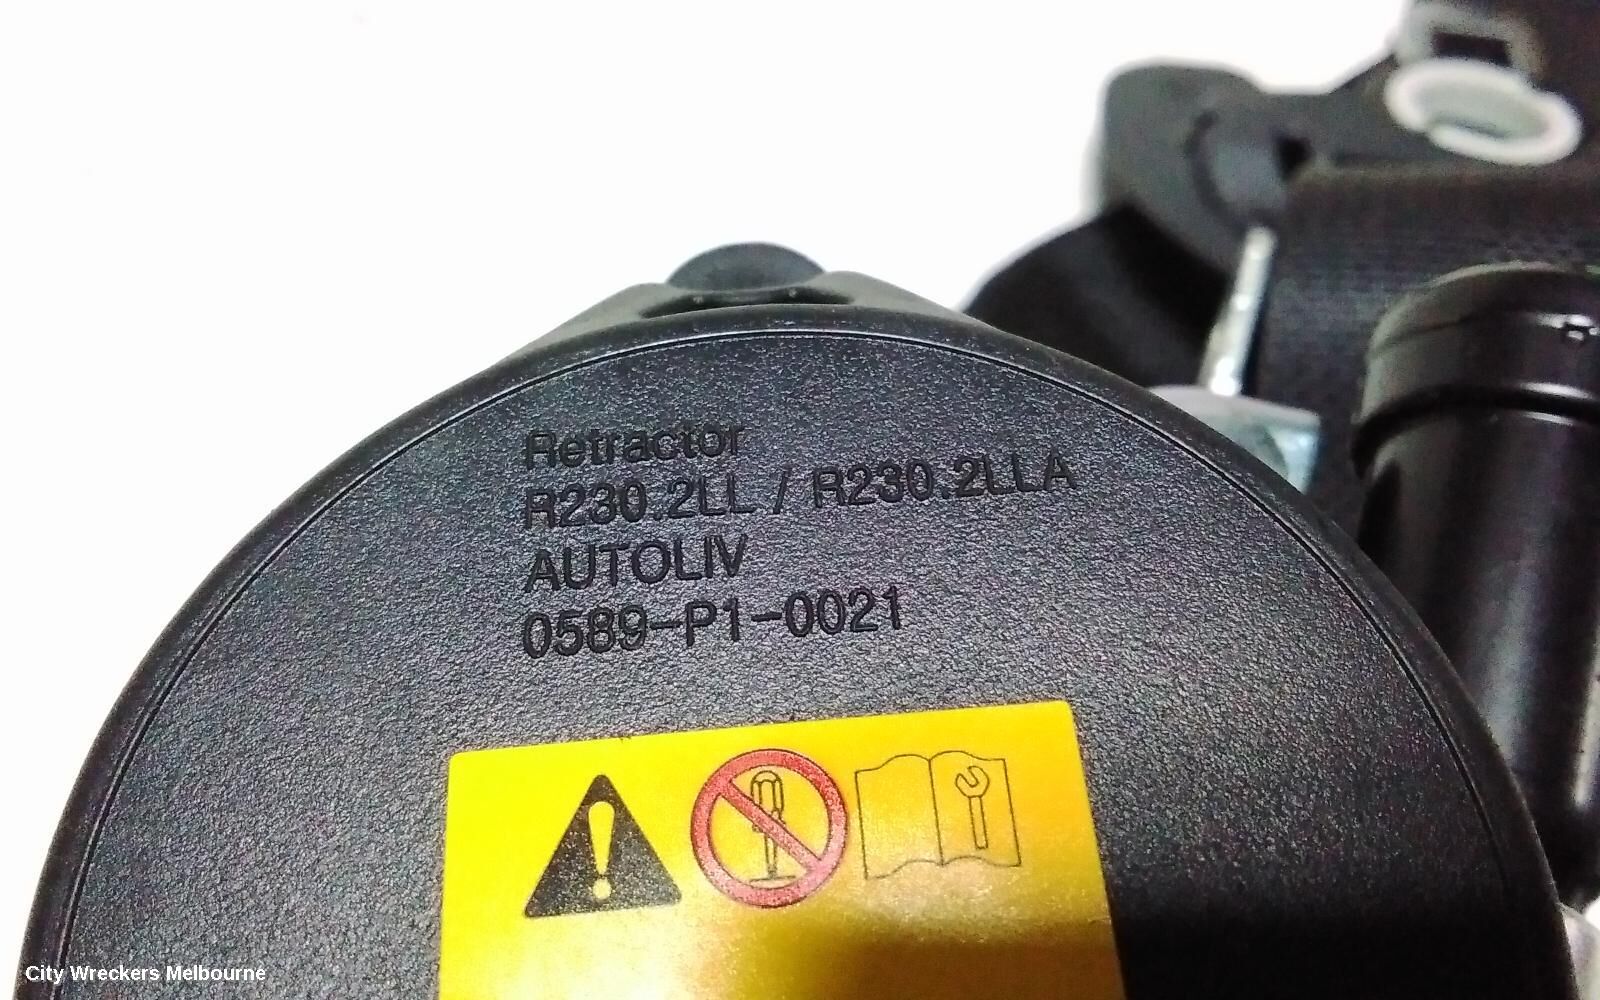 Retractor
R230.2LL / R230.2LLA
AUTOLIV
0589-P1-0021
City Wreckers Melbourne